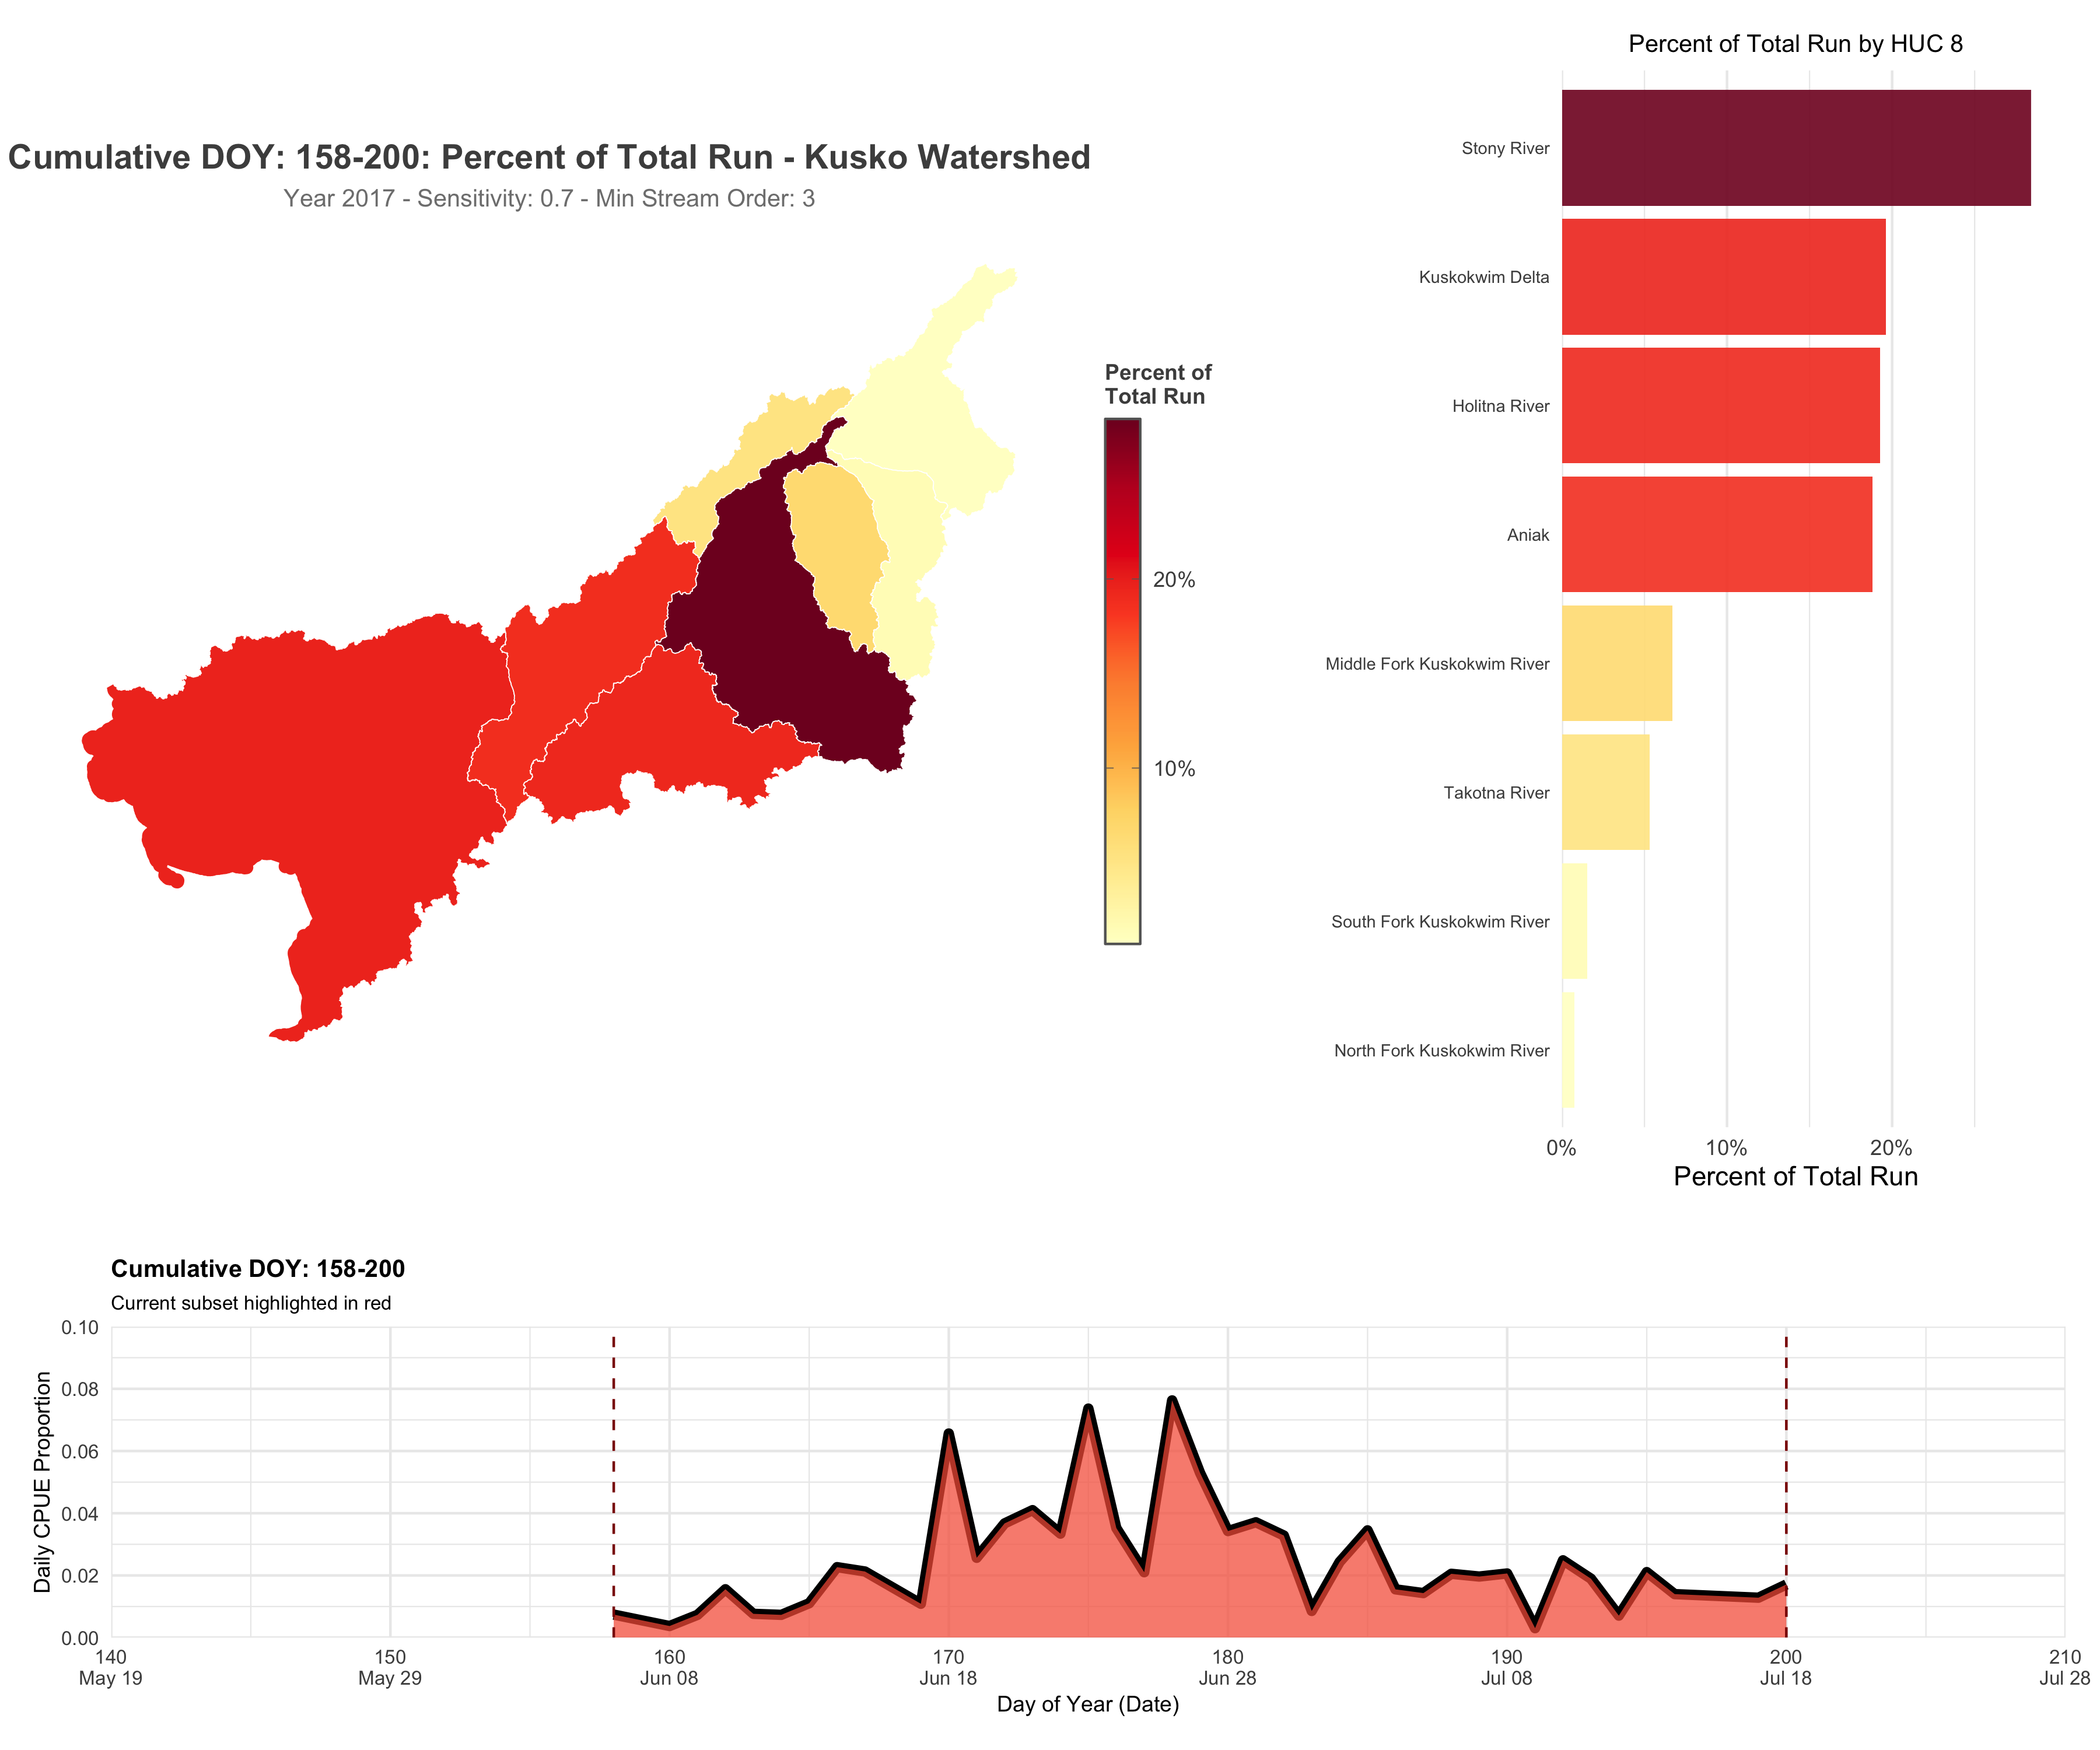 Cumulative DOY: 158-200: Percent of Total Run - Kusko Watershed
Year 2017 - Sensitivity: 0.7 - Min Stream Order: 3
Percent of
Total Run
20%
10%
Percent of Total Run by HUC 8
Stony River
Kuskokwim Delta
Holitna River
Aniak
Middle Fork Kuskokwim River
Takotna River
South Fork Kuskokwim River
North Fork Kuskokwim River
0% 10% 20%
Percent of Total Run
Cumulative DOY: 158-200
Current subset highlighted in red
Daily CPUE Proportion
0.10
0.08
0.06
0.04
0.02
0.00
140 150 160 170 180 190 200 210
May 19 May 29 Jun 08 Jun 18 Jun 28 Jul 08 Jul 18 Jul 28
Day of Year (Date)